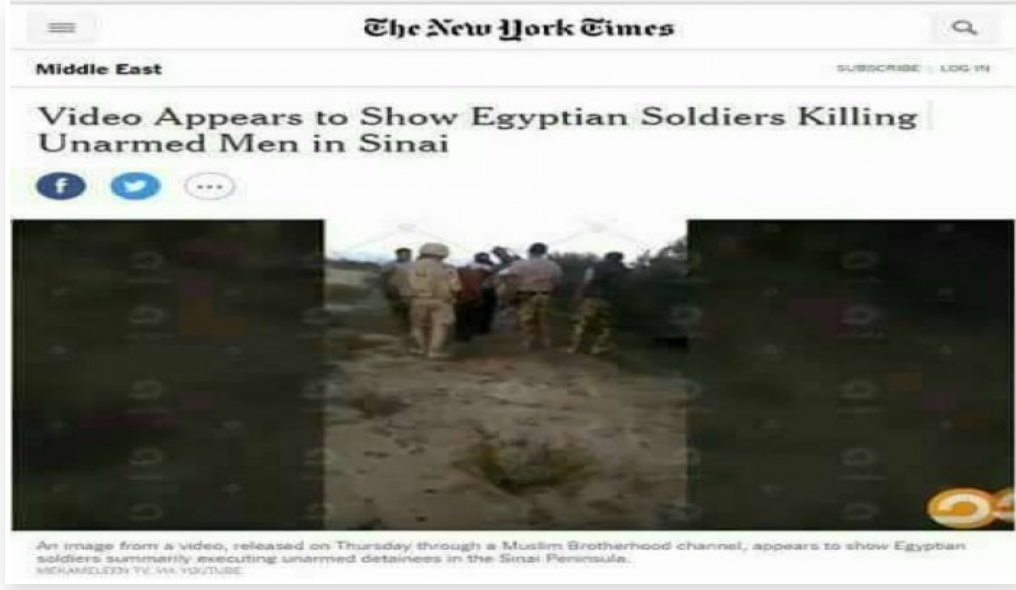 The New York Times
Middle East
SUBSCRIBE LOG IN
Video Appears to Show Egyptian Soldiers Killing
Unarmed Men in Sinai
f
An image from a video, released on Thursday through a Muslim Brotherhood channel, appears to show Egyptian
soldiers summarily executing unarmed detainees in the Sinai Peninsula.
MEKAMELEEN TV, VIA YOUTUBE